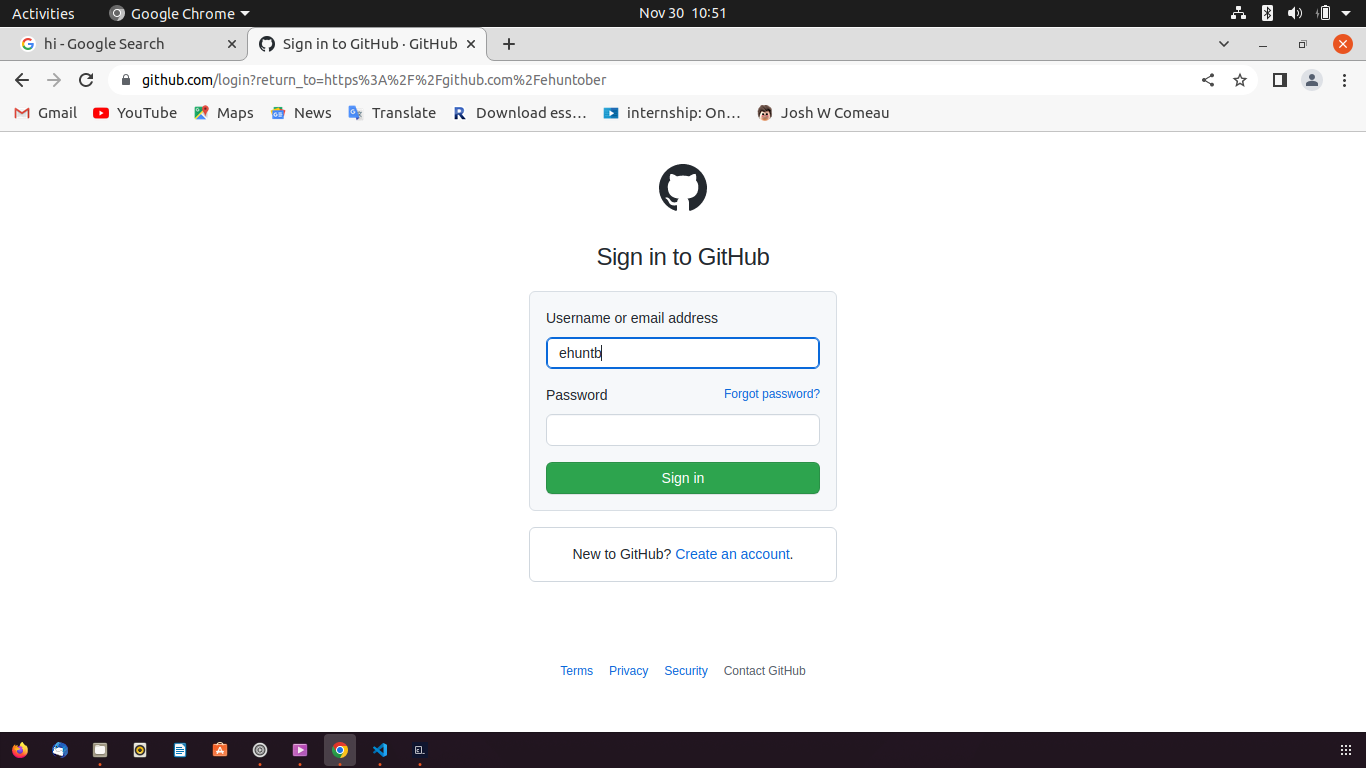 Activities
Google Chrome
Nov 30 10:51
hi - Google Search
Sign in to GitHub · GitHub
github.com/login?return_to=https%3A%2F%2Fgithub.com%2Fehuntober
Gmail
YouTube
Maps
News
Translate
Download ess…
internship: On…
Josh W Comeau
Sign in to GitHub
Username or email address
ehuntb
Password
Forgot password?
Sign in
New to GitHub? Create an account.
Terms
Privacy
Security
Contact GitHub